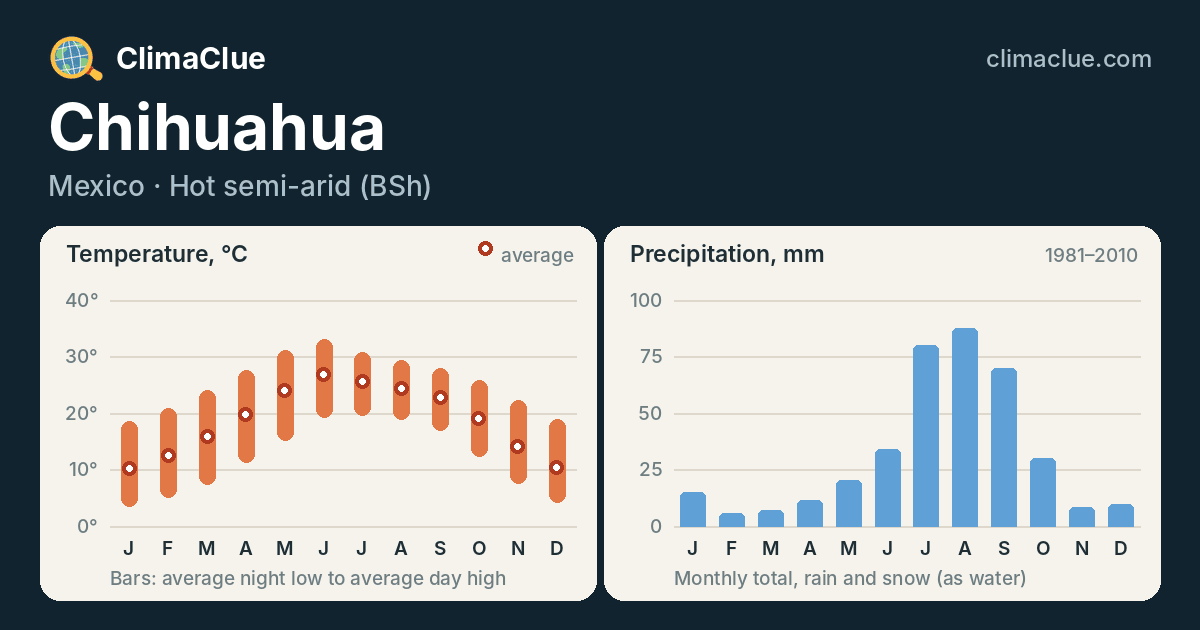 ClimaClue
climaclue.com
Chihuahua
Mexico · Hot semi-arid (BSh)
Temperature, °C
average
40°
30°
20°
10°
0°
J F M A M J J A S O N D
Bars: average night low to average day high
Precipitation, mm
1981–2010
100
75
50
25
0
J F M A M J J A S O N D
Monthly total, rain and snow (as water)